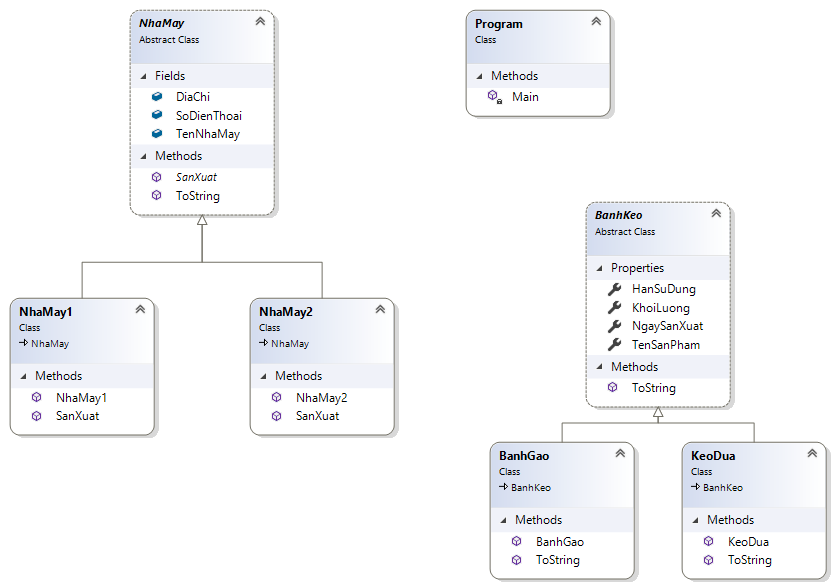 NhaMay
Abstract Class
Fields
DiaChi
SoDienThoai
TenNhaMay
Methods
SanXuat
ToString
Program
Class
Methods
Main
NhaMay1
Class
NhaMay
Methods
NhaMay1
SanXuat
NhaMay2
Class
NhaMay
Methods
NhaMay2
SanXuat
BanhKeo
Abstract Class
Properties
HanSuDung
KhoiLuong
NgaySanXuat
TenSanPham
Methods
ToString
BanhGao
Class
BanhKeo
Methods
BanhGao
ToString
KeoDua
Class
BanhKeo
Methods
KeoDua
ToString